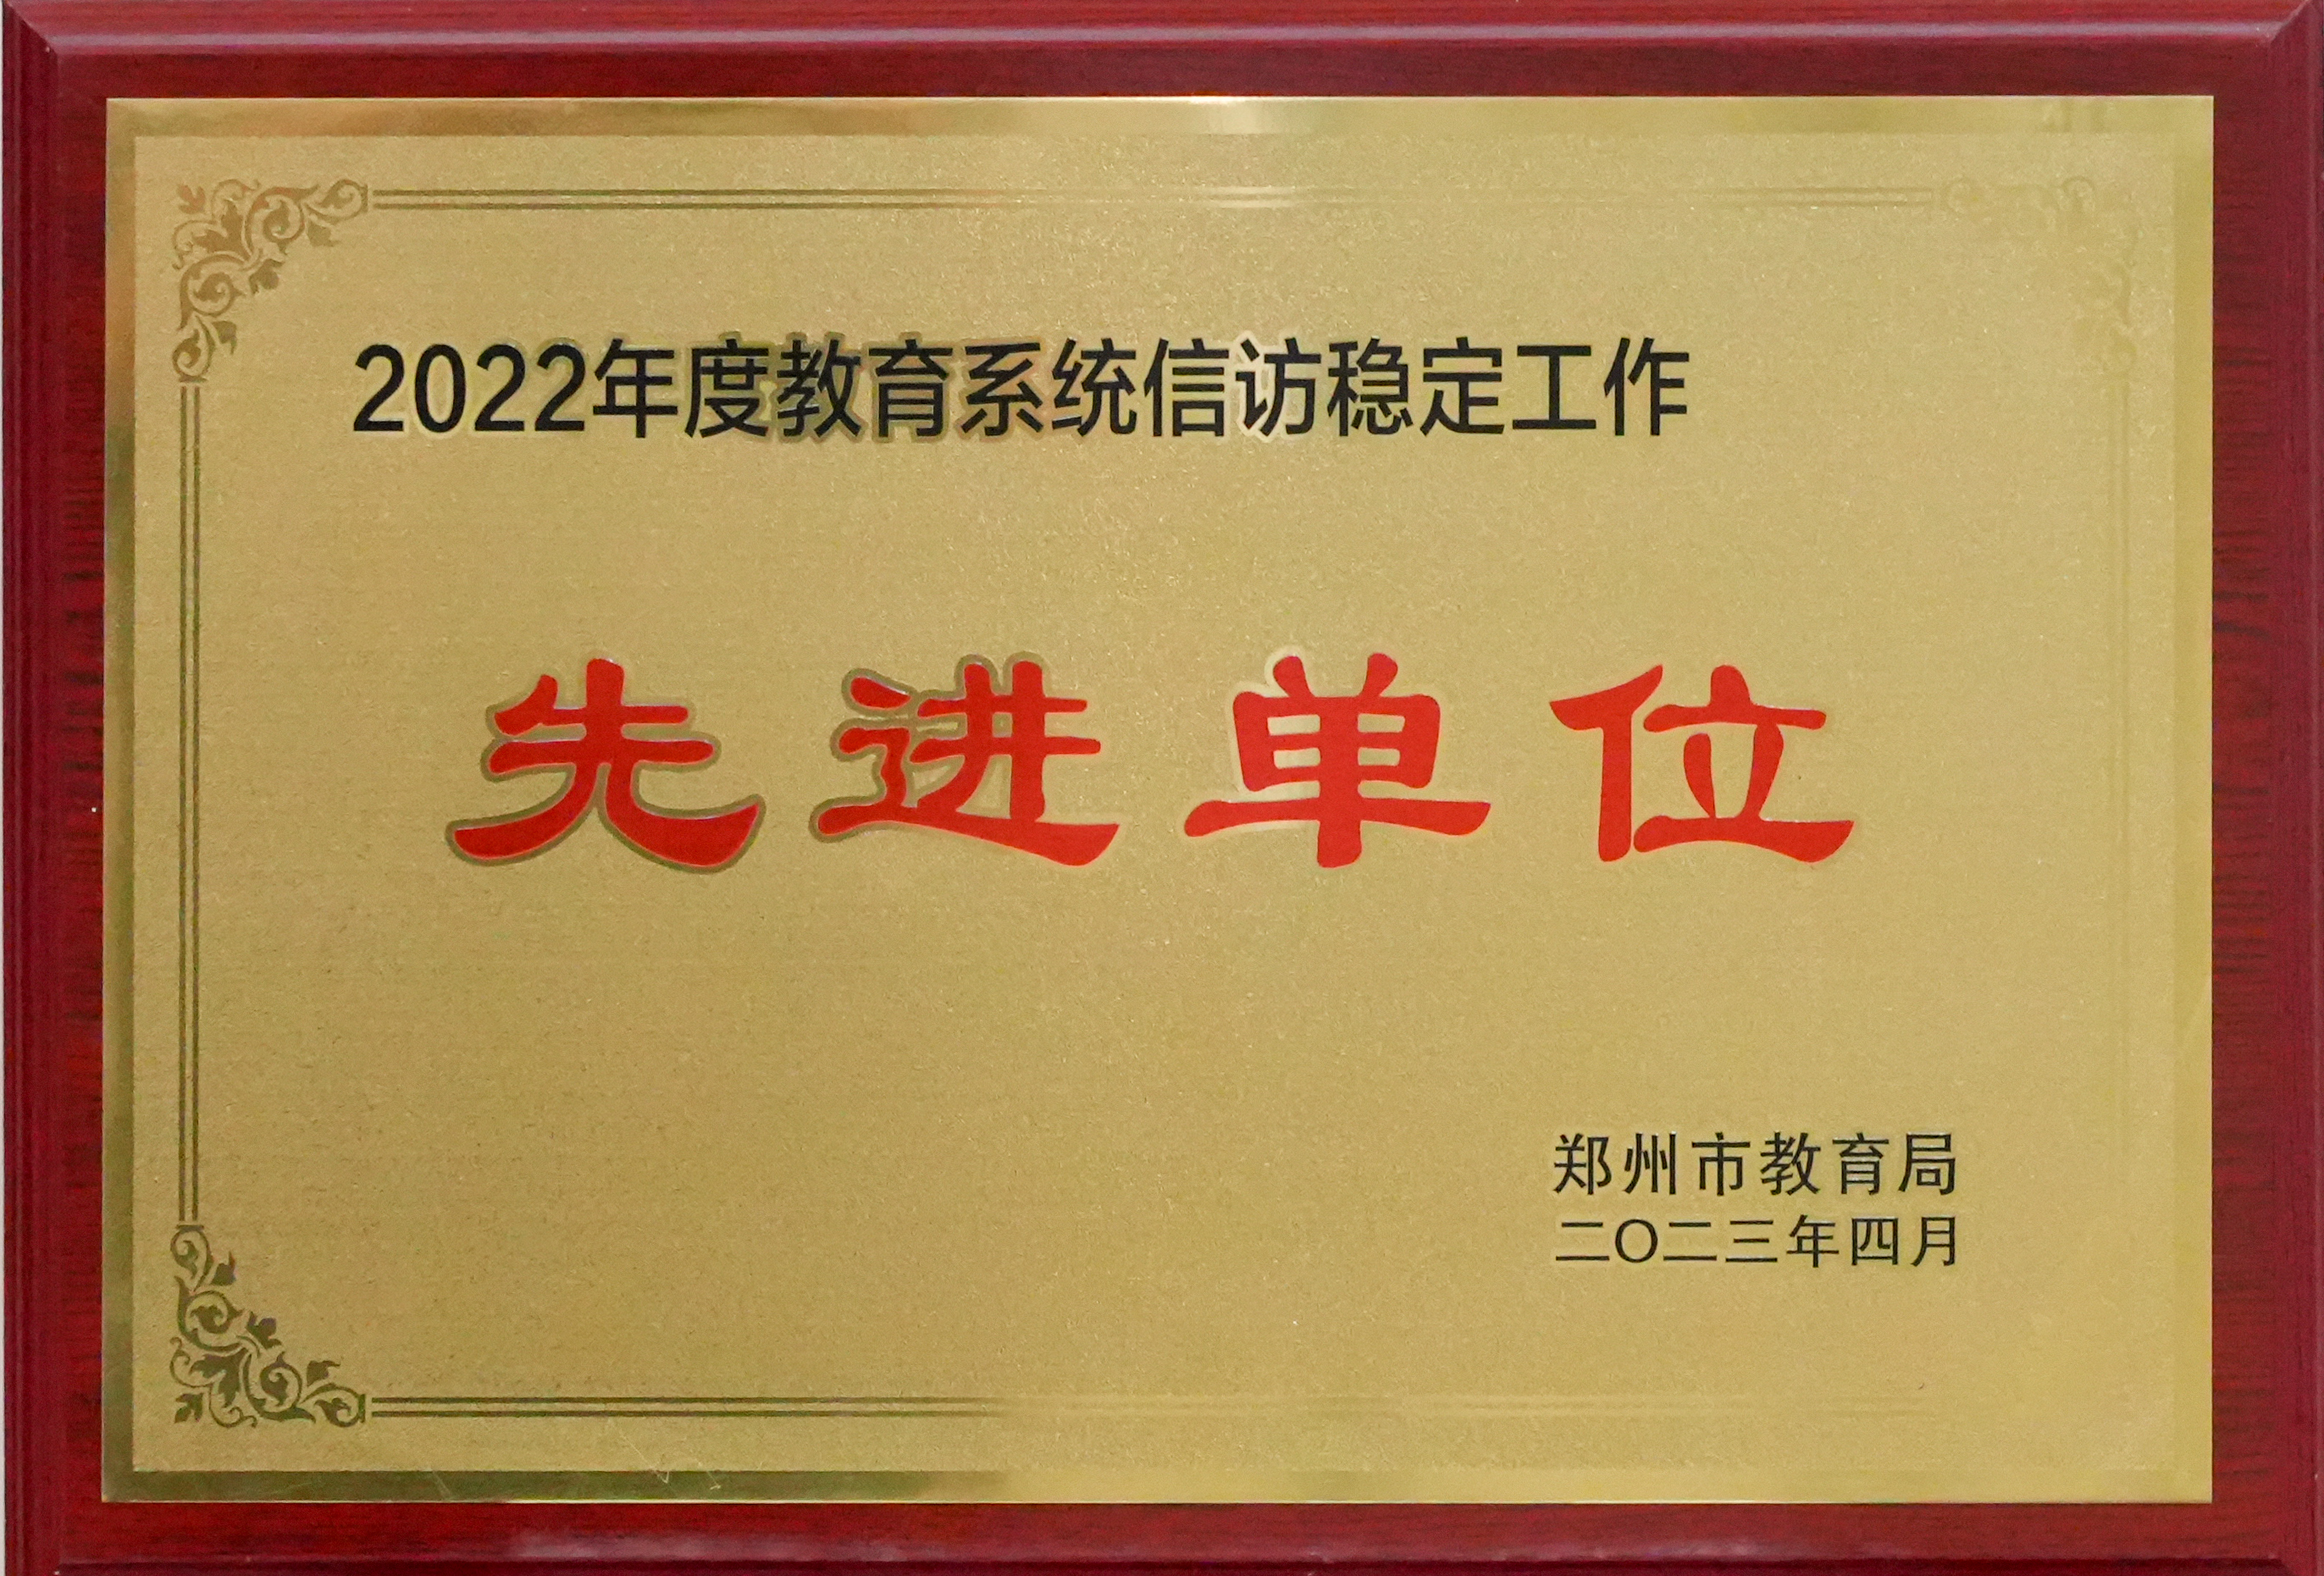 2022年度教育系统信访稳定工作
先进单位
郑州市教育局
二〇二三年四月